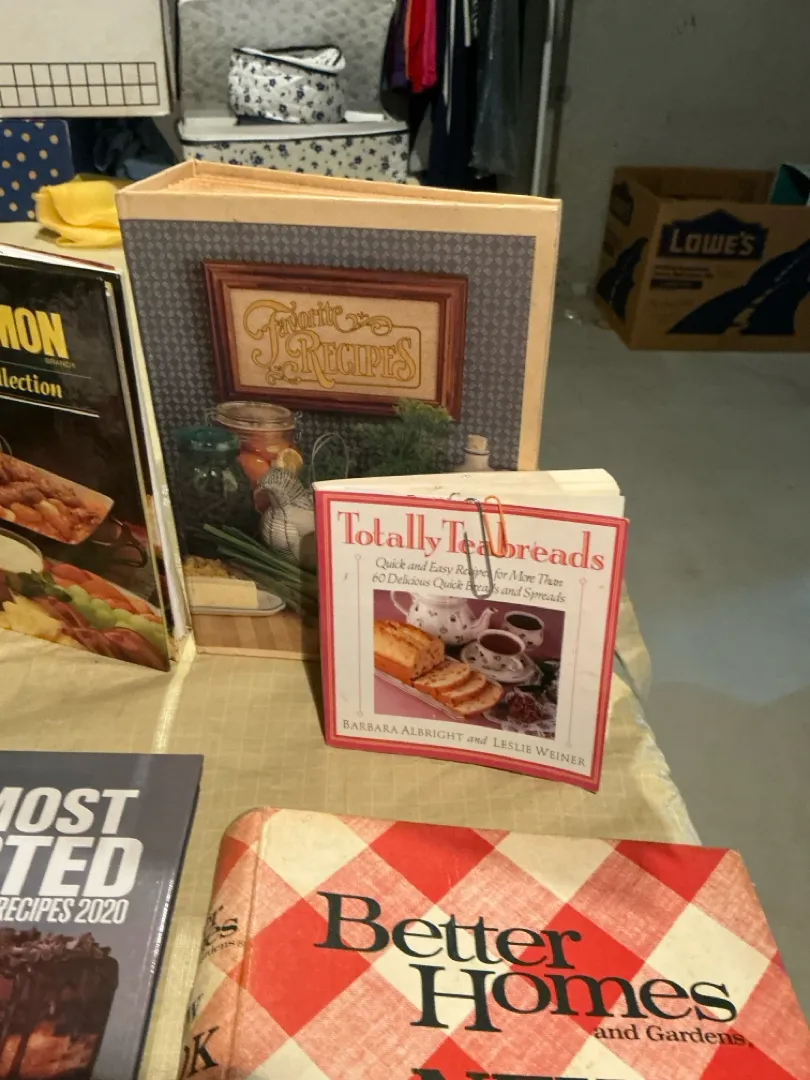 LOWE'S
MON
BRAND®
llection
Favorite
RECIPES
Totally Teabreads
Quick and Easy Recipes for More Than
60 Delicious Quick Breads and Spreads
BARBARA ALBRIGHT and LESLIE WEINER
MOST
TED
RECIPES 2020
Better
Homes
and Gardens®